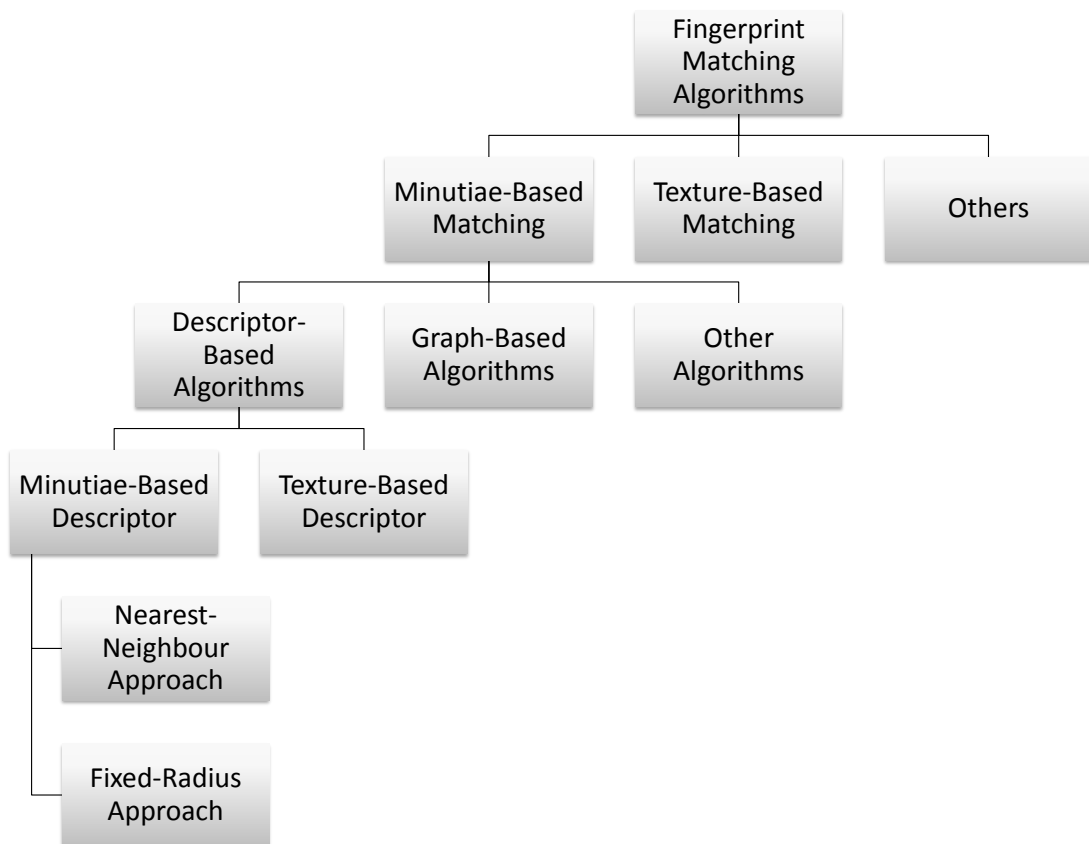 Fingerprint
Matching
Algorithms
Minutiae-Based
Matching
Texture-Based
Matching
Others
Descriptor-
Based
Algorithms
Graph-Based
Algorithms
Other
Algorithms
Minutiae-Based
Descriptor
Texture-Based
Descriptor
Nearest-
Neighbour
Approach
Fixed-Radius
Approach